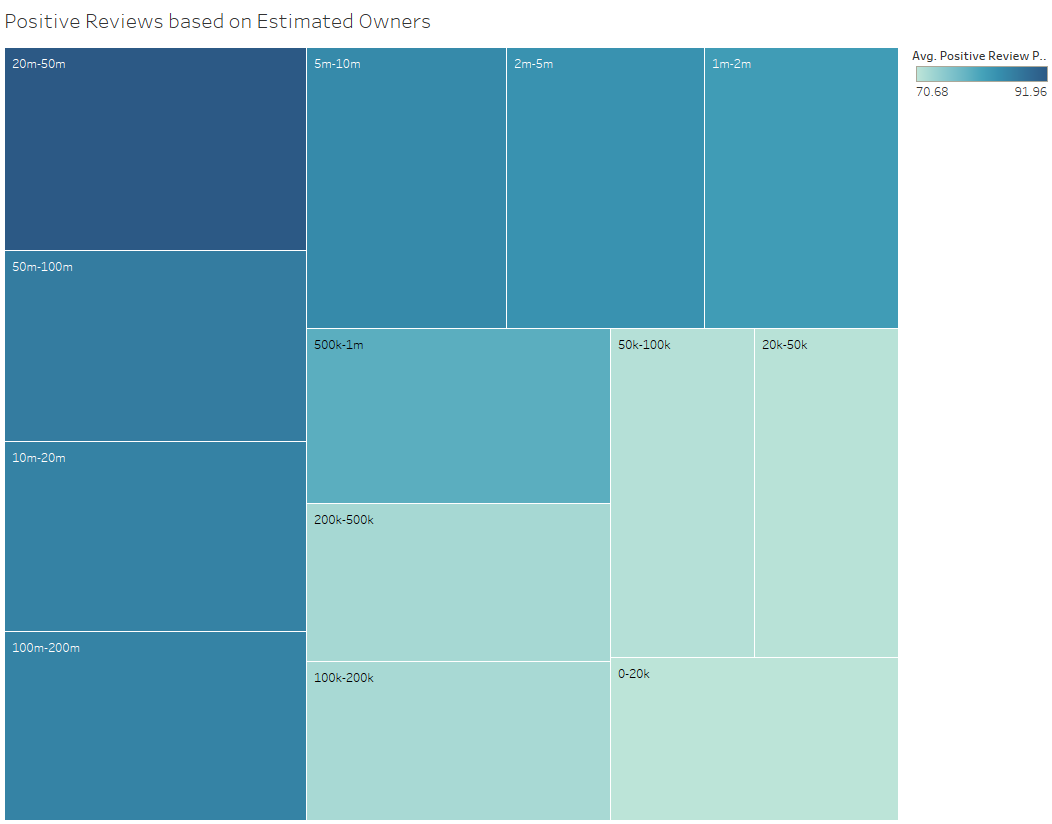 Positive Reviews based on Estimated Owners
20m-50m
5m-10m
2m-5m
1m-2m
Avg. Positive Review P..
70.68
91.96
50m-100m
500k-1m
50k-100k
20k-50k
10m-20m
200k-500k
100m-200m
100k-200k
0-20k